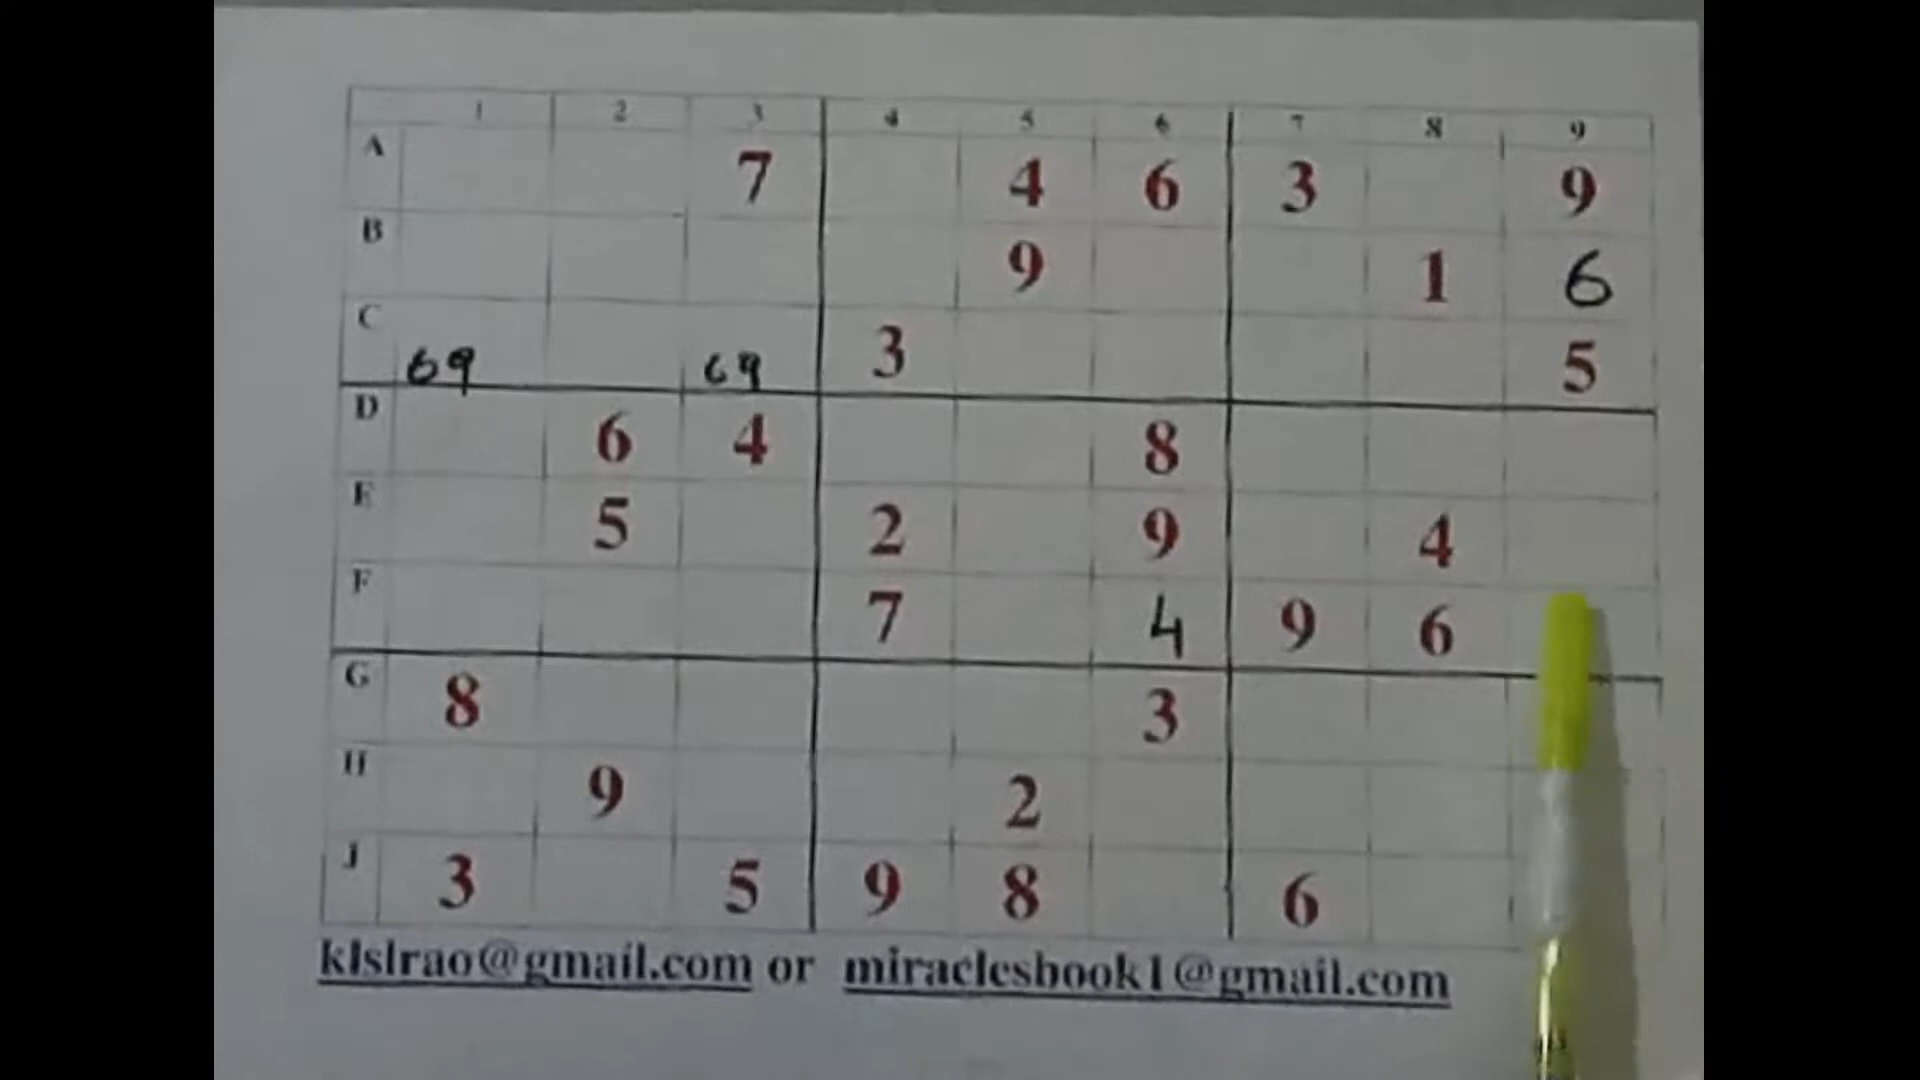 1 2 3 4 5 6 7 8 9
A 7 4 6 3 9
B 9 1 6
C 69 69 3 5
D 6 4 8
E 5 2 9 4
F 7 4 9 6
G 8 3
H 9 2
J 3 5 9 8 6
klslrao@gmail.com or miraclesbook1@gmail.com